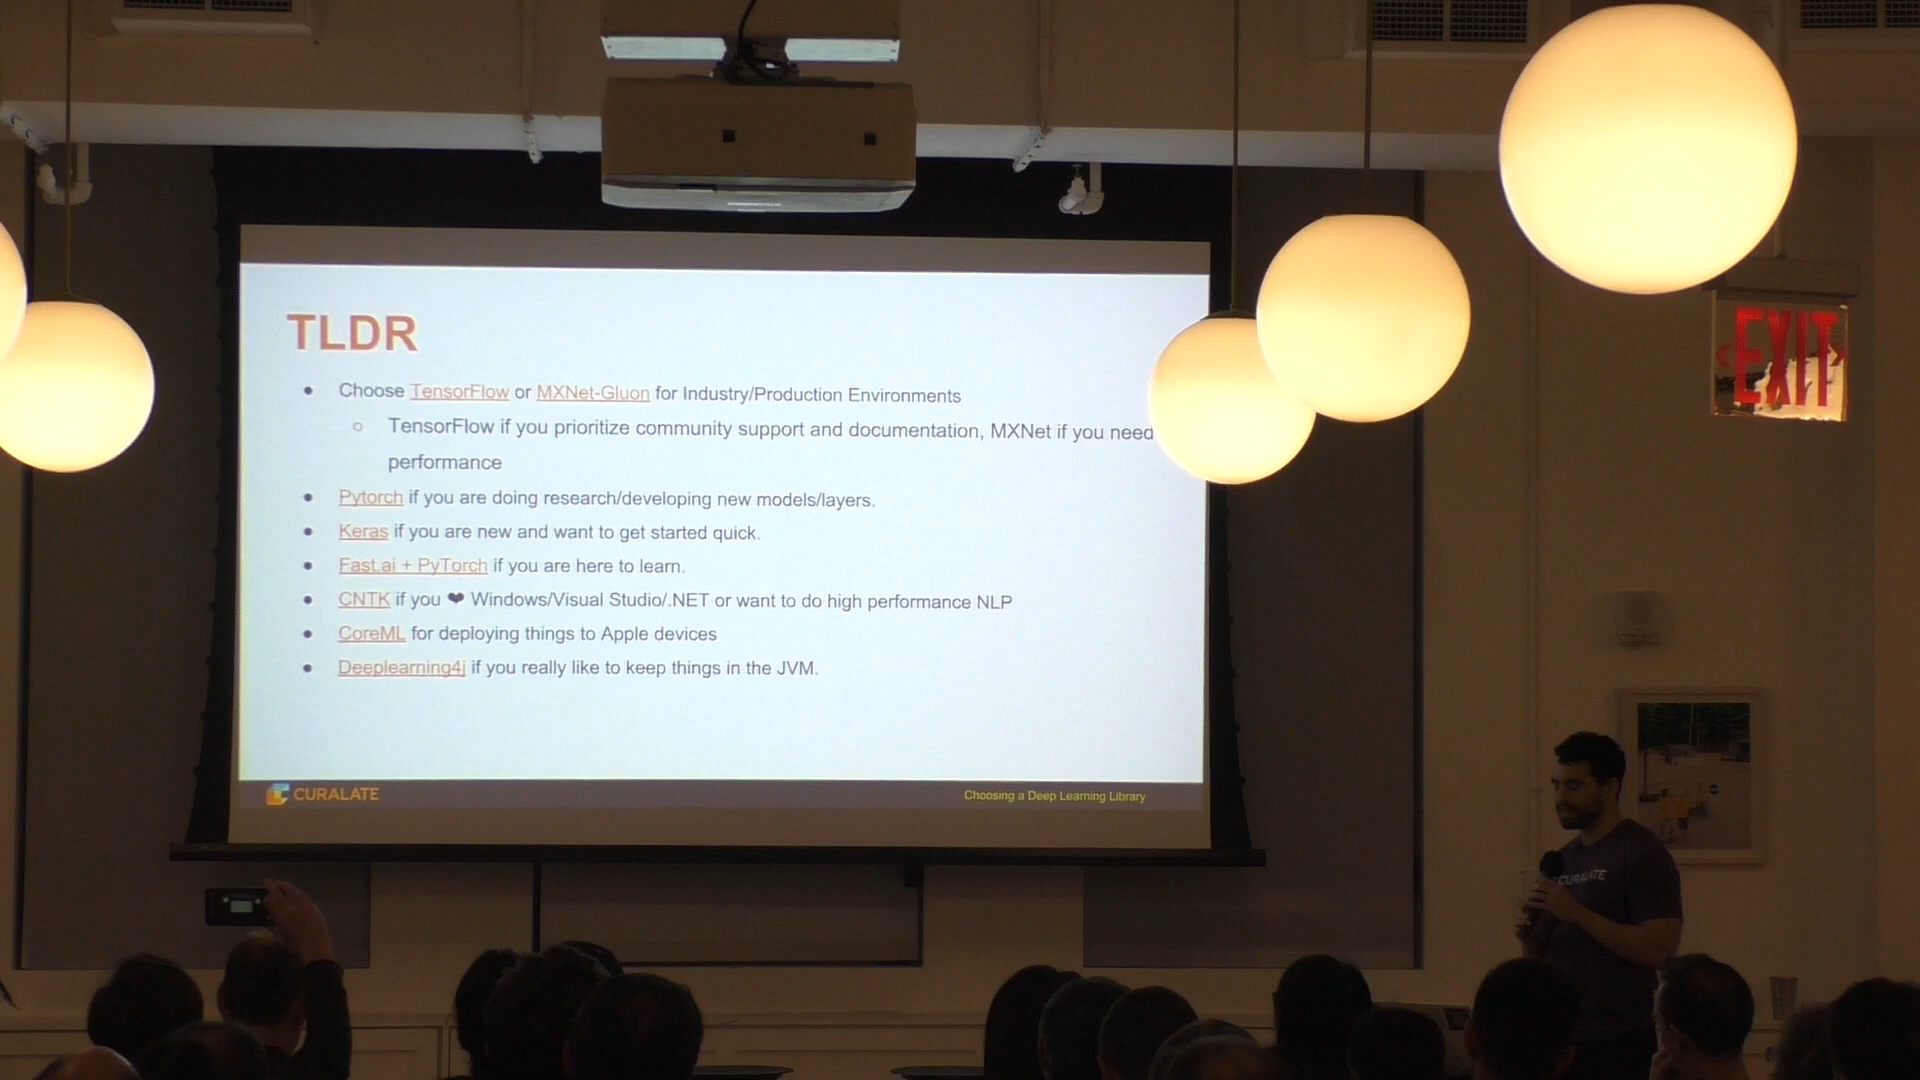 TLDR
Choose TensorFlow or MXNet-Gluon for Industry/Production Environments
TensorFlow if you prioritize community support and documentation, MXNet if you need
performance
Pytorch if you are doing research/developing new models/layers.
Keras if you are new and want to get started quick.
Fast.ai + PyTorch if you are here to learn.
CNTK if you ❤ Windows/Visual Studio/.NET or want to do high performance NLP
CoreML for deploying things to Apple devices
Deeplearning4j if you really like to keep things in the JVM.
CURALATE
Choosing a Deep Learning Library
EXIT
CURALATE